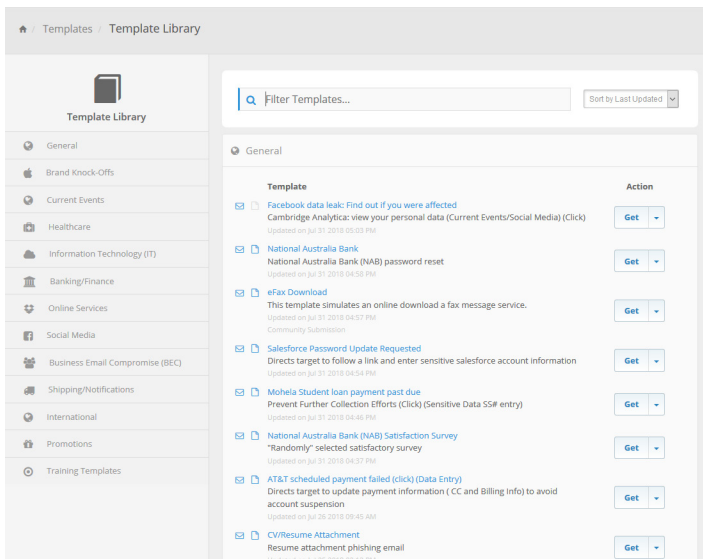 / Templates / Template Library
Template Library
General
Brand Knock-Offs
Current Events
Healthcare
Information Technology (IT)
Banking/Finance
Online Services
Social Media
Business Email Compromise (BEC)
Shipping/Notifications
International
Promotions
Training Templates
Filter Templates...
Sort by Last Updated
General
Template Action
Facebook data leak: Find out if you were affected
Cambridge Analytica: view your personal data (Current Events/Social Media) (Click)
Updated on Jul 31 2018 05:03 PM
Get
National Australia Bank
National Australia Bank (NAB) password reset
Updated on Jul 31 2018 04:58 PM
Get
eFax Download
This template simulates an online download a fax message service.
Updated on Jul 31 2018 04:57 PM
Community Submission
Get
Salesforce Password Update Requested
Directs target to follow a link and enter sensitive salesforce account information
Updated on Jul 31 2018 04:54 PM
Get
Mohela Student loan payment past due
Prevent Further Collection Efforts (Click) (Sensitive Data SS# entry)
Updated on Jul 31 2018 04:46 PM
Get
National Australia Bank (NAB) Satisfaction Survey
"Randomly" selected satisfactory survey
Updated on Jul 31 2018 04:37 PM
Get
AT&T scheduled payment failed (click) (Data Entry)
Directs target to update payment information ( CC and Billing Info) to avoid
account suspension
Updated on Jul 26 2018 09:45 AM
Get
CV/Resume Attachment
Resume attachment phishing email
Get